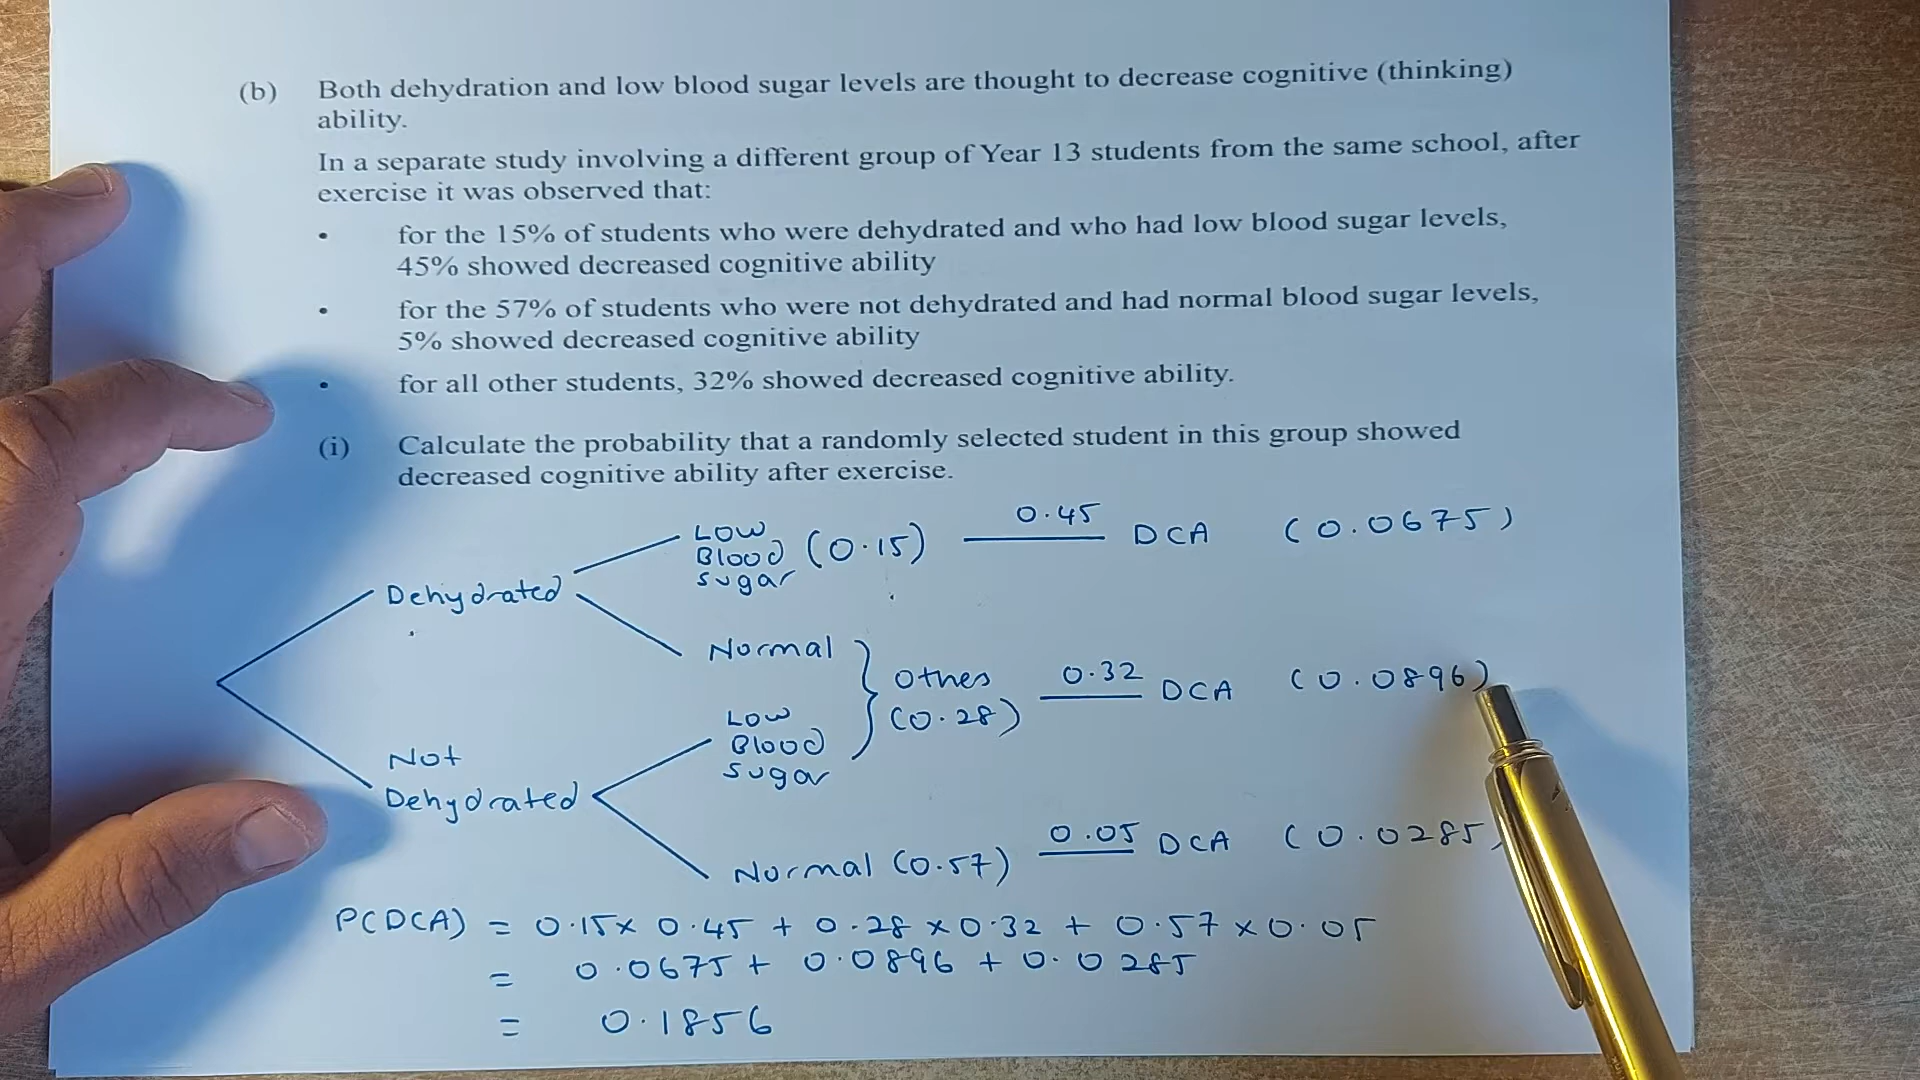 (b) Both dehydration and low blood sugar levels are thought to decrease cognitive (thinking)
ability.
In a separate study involving a different group of Year 13 students from the same school, after
exercise it was observed that:
• for the 15% of students who were dehydrated and who had low blood sugar levels,
45% showed decreased cognitive ability
• for the 57% of students who were not dehydrated and had normal blood sugar levels,
5% showed decreased cognitive ability
• for all other students, 32% showed decreased cognitive ability.
(i) Calculate the probability that a randomly selected student in this group showed
decreased cognitive ability after exercise.
Low
Blood (0.15) 0.45 DCA (0.0675)
sugar
Dehydrated
Normal
Others 0.32 DCA (0.0896)
(0.28)
Low
Blood
sugar
Not
Dehydrated
Normal (0.57) 0.05 DCA (0.0285
P(DCA) = 0.15 x 0.45 + 0.28 x 0.32 + 0.57 x 0.05
= 0.0675 + 0.0896 + 0.0285
= 0.1856